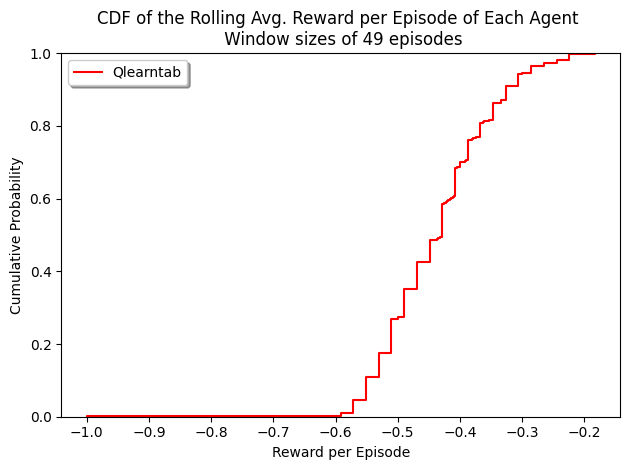 CDF of the Rolling Avg. Reward per Episode of Each Agent
Window sizes of 49 episodes
Qlearntab
1.0
0.8
0.6
0.4
0.2
0.0
Cumulative Probability
−1.0 −0.9 −0.8 −0.7 −0.6 −0.5 −0.4 −0.3 −0.2
Reward per Episode